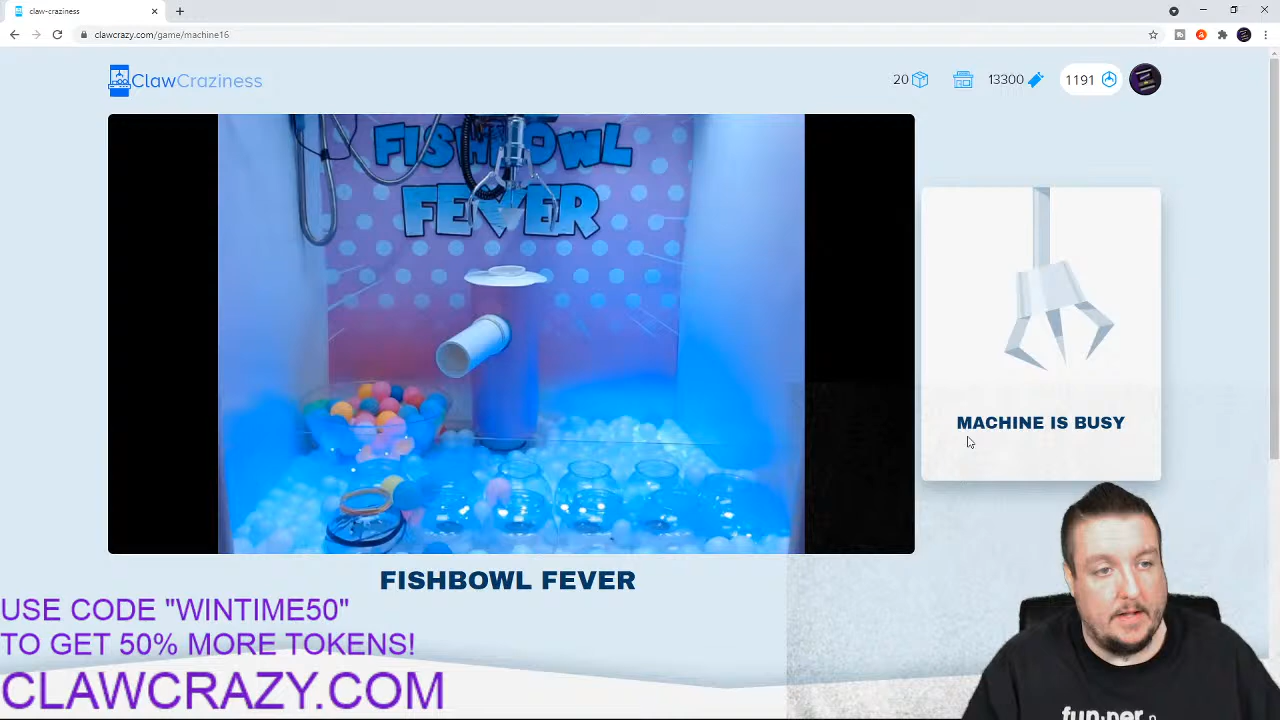 claw-craziness
clawcrazy.com/game/machine16
ClawCraziness
20
13300
1191
FISHBOWL
FEVER
MACHINE IS BUSY
FISHBOWL FEVER
USE CODE "WINTIME50"
TO GET 50% MORE TOKENS!
CLAWCRAZY.COM